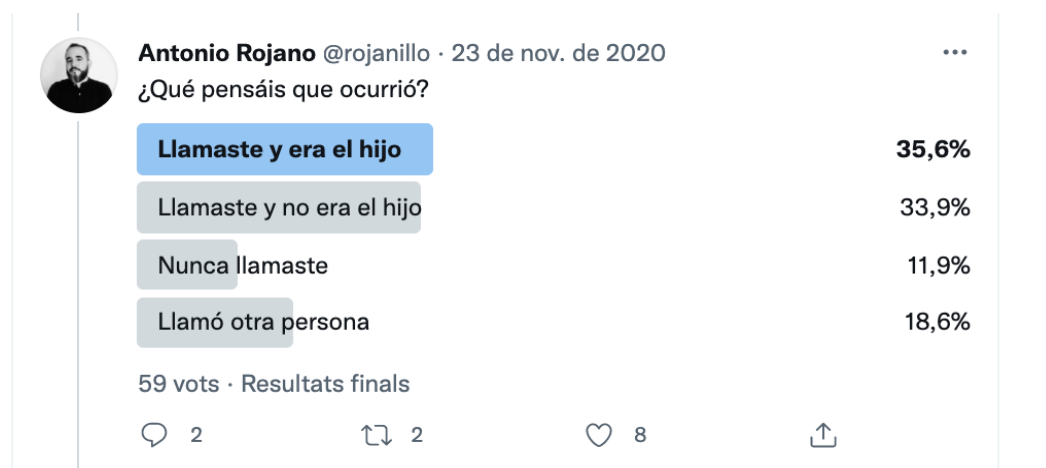 Antonio Rojano @rojanillo · 23 de nov. de 2020
¿Qué pensáis que ocurrió?
Llamaste y era el hijo 35,6%
Llamaste y no era el hijo 33,9%
Nunca llamaste 11,9%
Llamó otra persona 18,6%
59 vots · Resultats finals
2 2 8